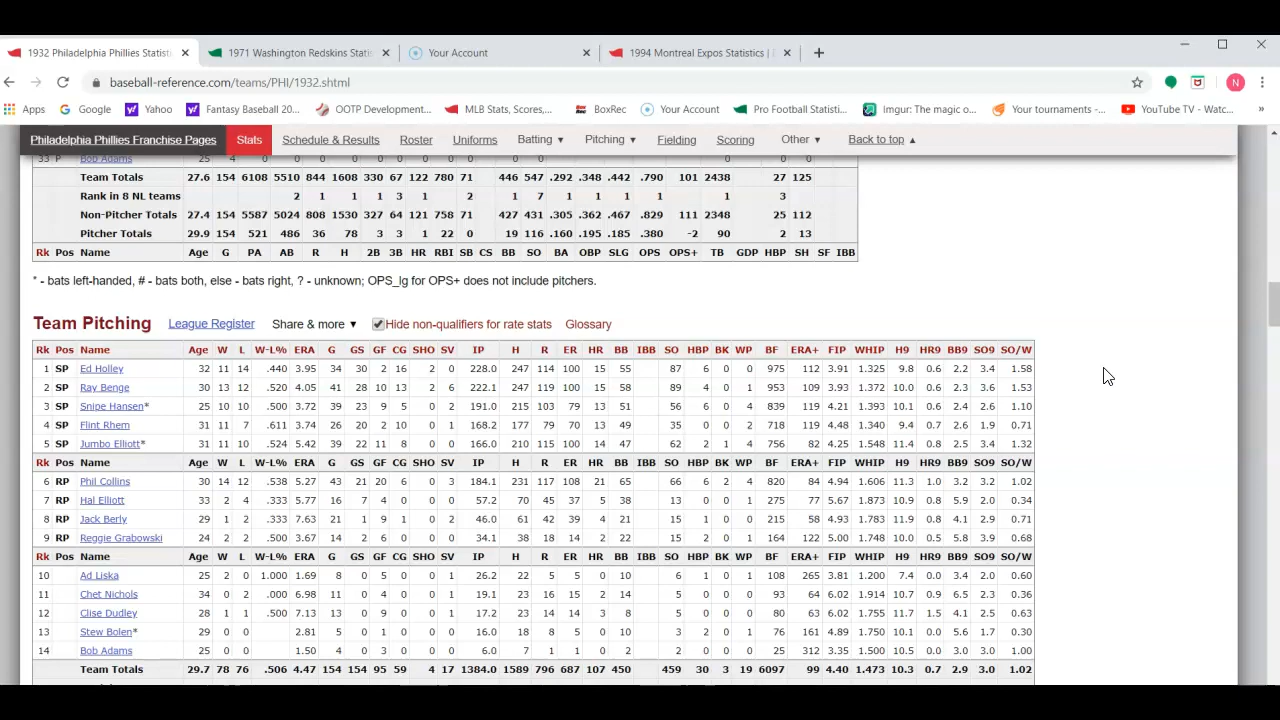 1932 Philadelphia Phillies Statisti × 1971 Washington Redskins Stati × Your Account × 1994 Montreal Expos Statistics | × +
baseball-reference.com/teams/PHI/1932.shtml N
Apps Google Yahoo Fantasy Baseball 20... OOTP Development... MLB Stats, Scores,... BoxRec Your Account Pro Football Statisti... Imgur: The magic o... Your tournaments -... YouTube TV - Watc... »
Philadelphia Phillies Franchise Pages Stats Schedule & Results Roster Uniforms Batting ▼ Pitching ▼ Fielding Scoring Other ▼ Back to top ▲
33 P Bob Adams 25 4 0 0 0 0 0 0 0 0
Team Totals 27.6 154 6108 5510 844 1608 330 67 122 780 71 446 547 .292 .348 .442 .790 101 2438 27 125
Rank in 8 NL teams 2 1 1 1 3 1 2 1 7 1 1 1 1 1 3
Non-Pitcher Totals 27.4 154 5587 5024 808 1530 327 64 121 758 71 427 431 .305 .362 .467 .829 111 2348 25 112
Pitcher Totals 29.9 154 521 486 36 78 3 3 1 22 0 19 116 .160 .195 .185 .380 -2 90 2 13
Rk Pos Name Age G PA AB R H 2B 3B HR RBI SB CS BB SO BA OBP SLG OPS OPS+ TB GDP HBP SH SF IBB
* - bats left-handed, # - bats both, else - bats right, ? - unknown; OPS_lg for OPS+ does not include pitchers.
Team Pitching League Register Share & more ▼ Hide non-qualifiers for rate stats Glossary
Rk Pos Name Age W L W-L% ERA G GS GF CG SHO SV IP H R ER HR BB IBB SO HBP BK WP BF ERA+ FIP WHIP H9 HR9 BB9 SO9 SO/W
1 SP Ed Holley 32 11 14 .440 3.95 34 30 2 16 2 0 228.0 247 114 100 15 55 87 6 0 0 975 112 3.91 1.325 9.8 0.6 2.2 3.4 1.58
2 SP Ray Benge 30 13 12 .520 4.05 41 28 10 13 2 6 222.1 247 113 100 15 58 89 4 0 1 953 109 3.93 1.372 10.0 0.6 2.3 3.6 1.53
3 SP Snipe Hansen* 25 10 10 .500 3.72 39 23 9 5 0 2 191.0 215 103 79 13 51 56 6 0 4 839 119 4.21 1.393 10.1 0.6 2.4 2.6 1.10
4 SP Flint Rhem 31 11 7 .611 3.74 26 20 2 10 0 1 168.2 177 79 70 13 49 35 0 0 2 718 119 4.48 1.340 9.4 0.7 2.6 1.9 0.71
5 SP Jumbo Elliott* 31 11 10 .524 5.42 39 22 11 8 0 0 166.0 210 115 100 14 47 62 2 1 4 756 82 4.25 1.548 11.4 0.8 2.5 3.4 1.32
Rk Pos Name Age W L W-L% ERA G GS GF CG SHO SV IP H R ER HR BB IBB SO HBP BK WP BF ERA+ FIP WHIP H9 HR9 BB9 SO9 SO/W
6 RP Phil Collins 30 14 12 .538 5.27 43 21 20 6 0 3 184.1 231 117 108 21 65 66 6 2 4 820 84 4.94 1.606 11.3 1.0 3.2 3.2 1.02
7 RP Hal Elliott 33 2 4 .333 5.77 16 7 4 0 0 0 57.2 70 45 37 5 38 13 0 0 1 275 77 5.67 1.873 10.9 0.8 5.9 2.0 0.34
8 RP Jack Berly 29 1 2 .333 7.63 21 1 9 1 0 2 46.0 61 42 39 4 21 15 1 0 0 215 58 4.93 1.783 11.9 0.8 4.1 2.9 0.71
9 RP Reggie Grabowski 24 2 2 .500 3.67 14 2 6 0 0 0 34.1 38 18 14 2 22 15 2 0 1 164 122 5.00 1.748 10.0 0.5 5.8 3.9 0.68
Rk Pos Name Age W L W-L% ERA G GS GF CG SHO SV IP H R ER HR BB IBB SO HBP BK WP BF ERA+ FIP WHIP H9 HR9 BB9 SO9 SO/W
10 Ad Liska 25 2 0 1.000 1.69 8 0 5 0 0 1 26.2 22 5 5 0 10 6 1 0 1 108 265 3.81 1.200 7.4 0.0 3.4 2.0 0.60
11 Chet Nichols 34 0 2 .000 6.98 11 0 4 0 0 1 19.1 23 16 15 2 14 5 0 0 0 93 64 6.02 1.914 10.7 0.9 6.5 2.3 0.36
12 Clise Dudley 28 1 1 .500 7.13 13 0 9 0 0 1 17.2 23 14 14 3 8 5 0 0 0 80 63 6.02 1.755 11.7 1.5 4.1 2.5 0.63
13 Stew Bolen* 29 0 0 2.81 5 0 1 0 0 0 16.0 18 8 5 0 10 3 2 0 1 76 161 4.89 1.750 10.1 0.0 5.6 1.7 0.30
14 Bob Adams 25 0 0 1.50 4 0 3 0 0 0 6.0 7 1 1 0 2 2 0 0 0 25 312 3.35 1.500 10.5 0.0 3.0 3.0 1.00
Team Totals 29.7 78 76 .506 4.47 154 154 95 59 4 17 1384.0 1589 796 687 107 450 459 30 3 19 6097 99 4.40 1.473 10.3 0.7 2.9 3.0 1.02